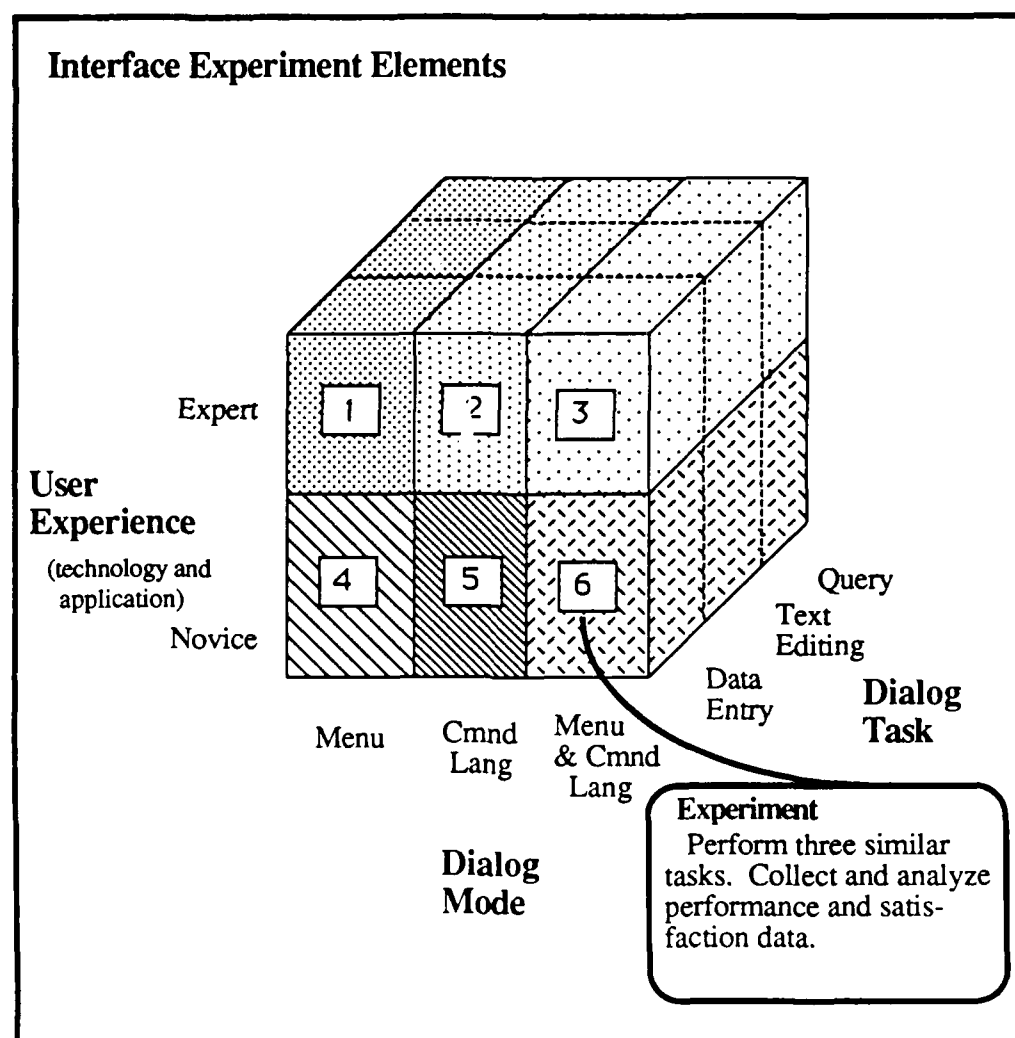 Interface Experiment Elements
Expert
1
2
3
User
Experience
(technology and
application)
4
5
6
Novice
Query
Text
Editing
Data
Entry
Dialog
Task
Menu
Cmnd
Lang
Menu
& Cmnd
Lang
Dialog
Mode
Experiment
Perform three similar
tasks. Collect and analyze
performance and satis-
faction data.